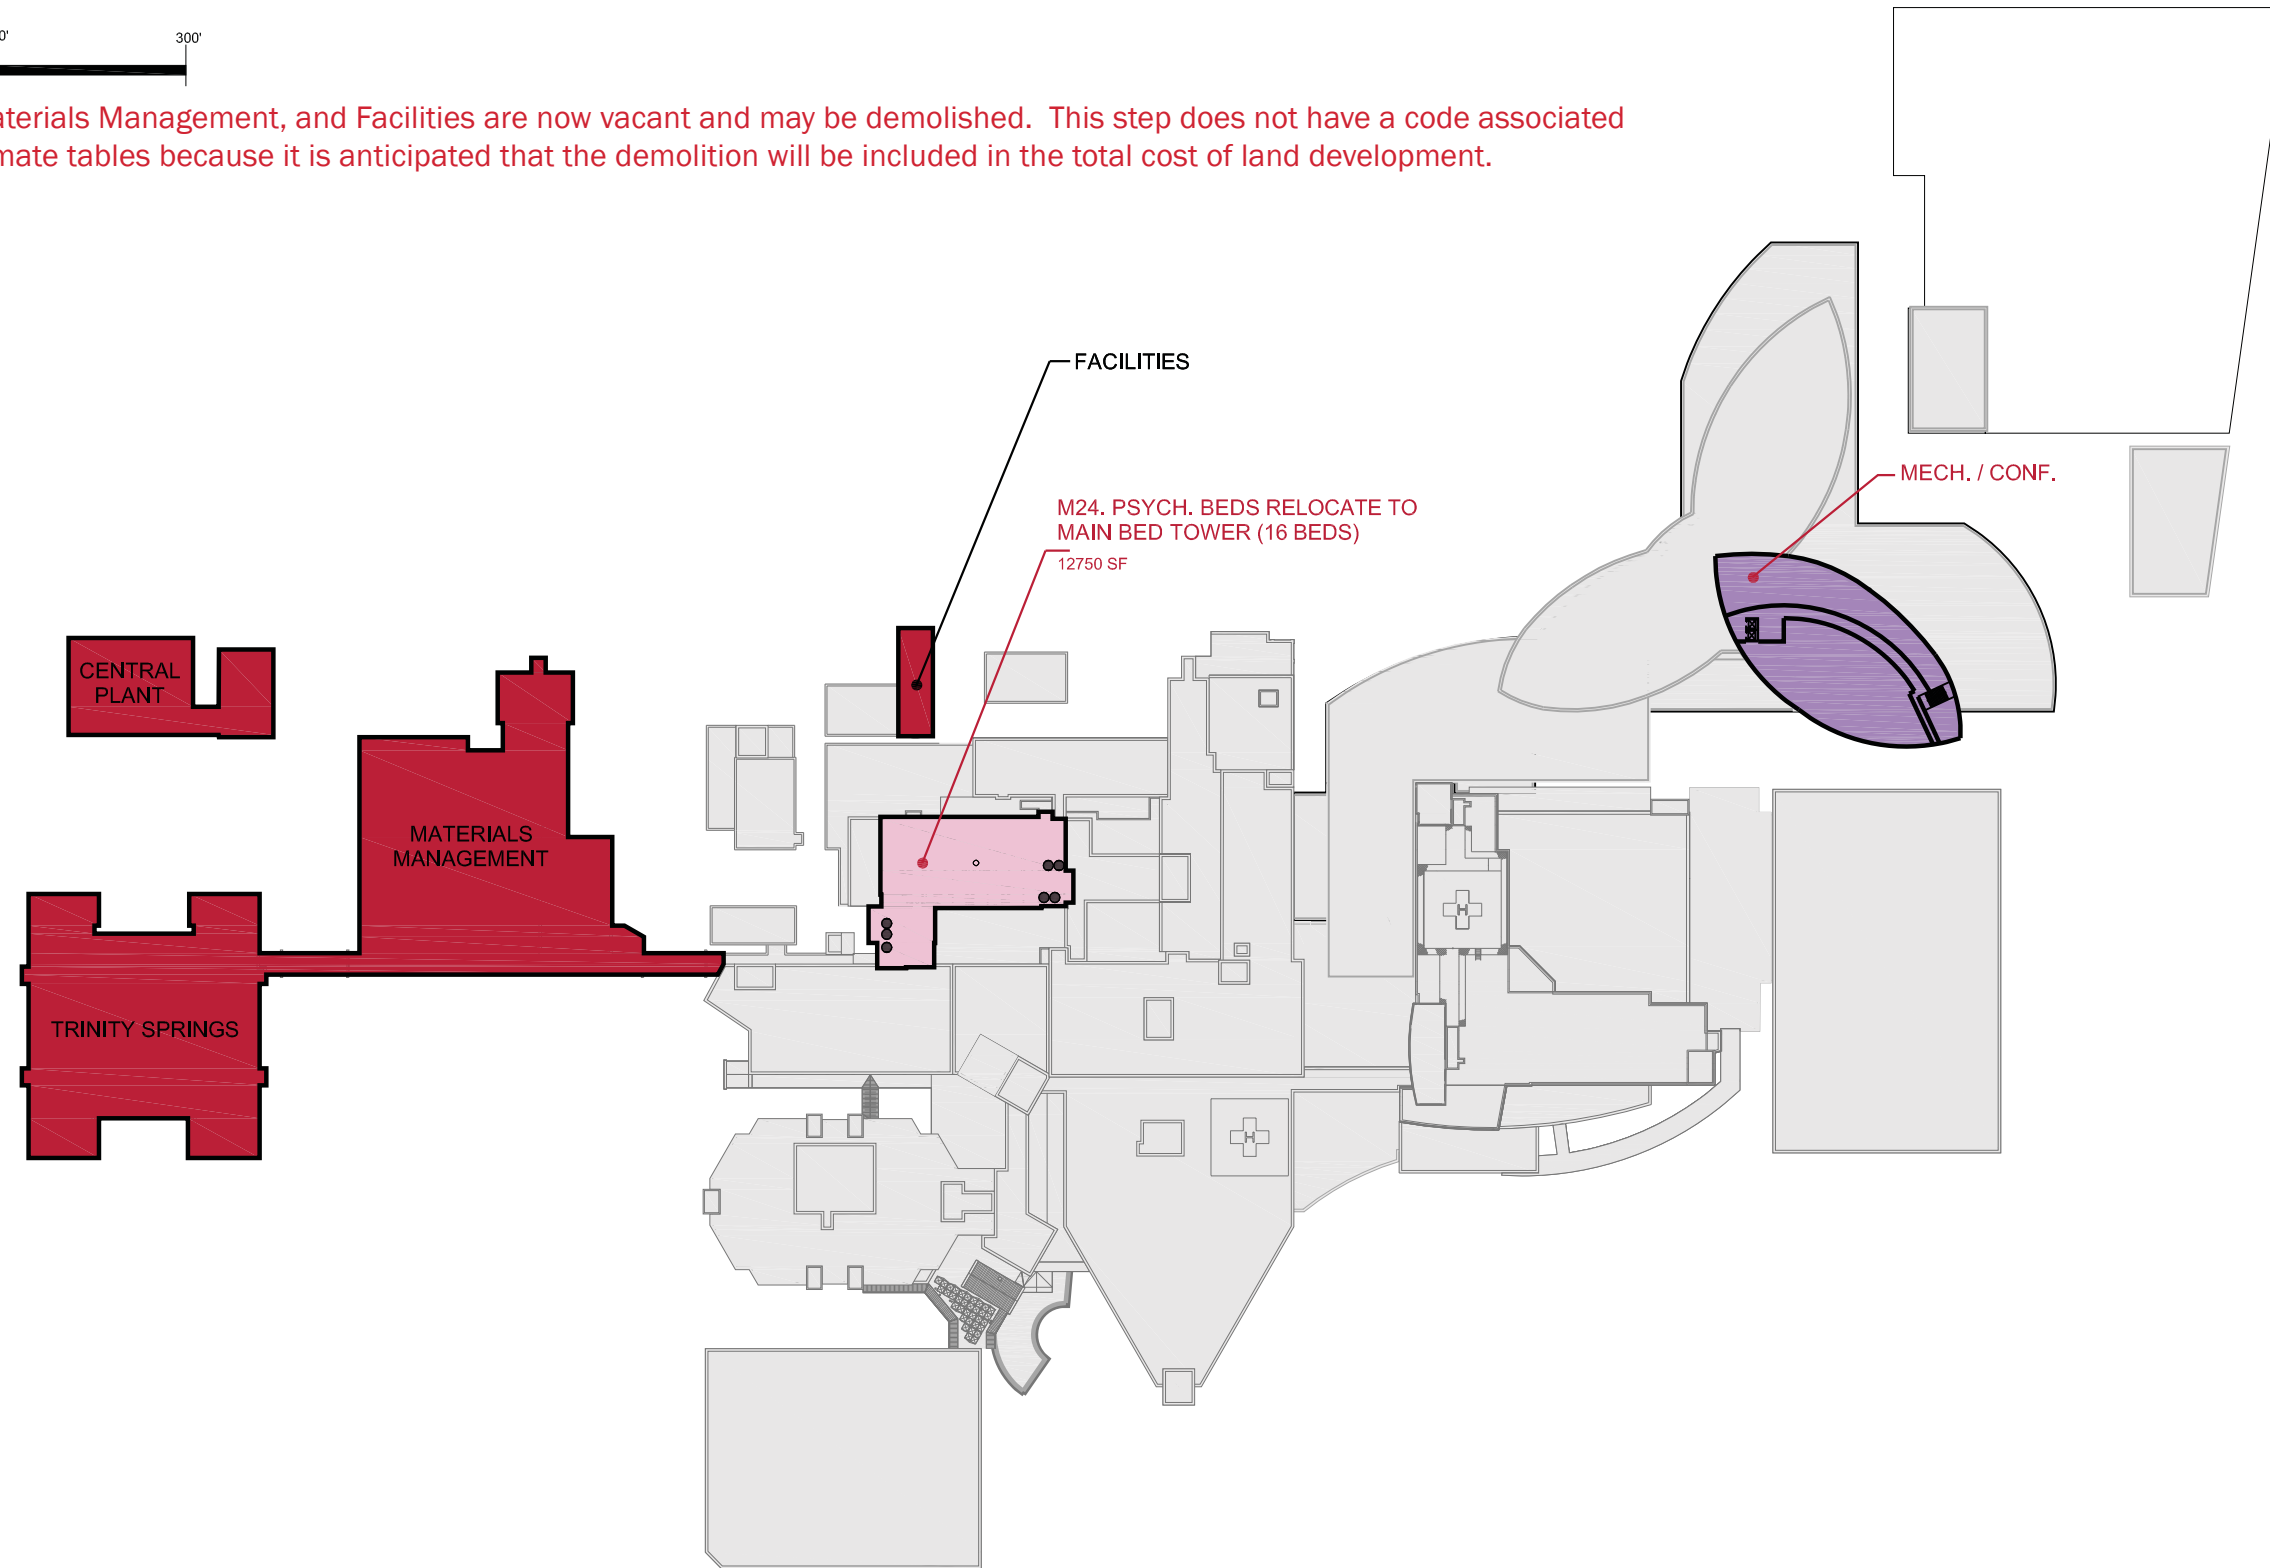 0' 300'
aterials Management, and Facilities are now vacant and may be demolished. This step does not have a code associated
mate tables because it is anticipated that the demolition will be included in the total cost of land development.
FACILITIES
MECH. / CONF.
M24. PSYCH. BEDS RELOCATE TO
MAIN BED TOWER (16 BEDS)
12750 SF
CENTRAL
PLANT
MATERIALS
MANAGEMENT
TRINITY SPRINGS
H
H